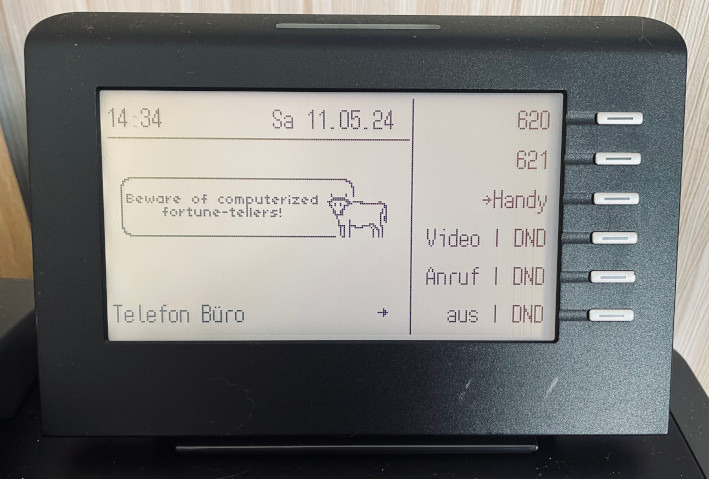 14:34 Sa 11.05.24
Beware of computerized
fortune-tellers!
Telefon Büro →
620
621
→Handy
Video | DND
Anruf | DND
aus | DND